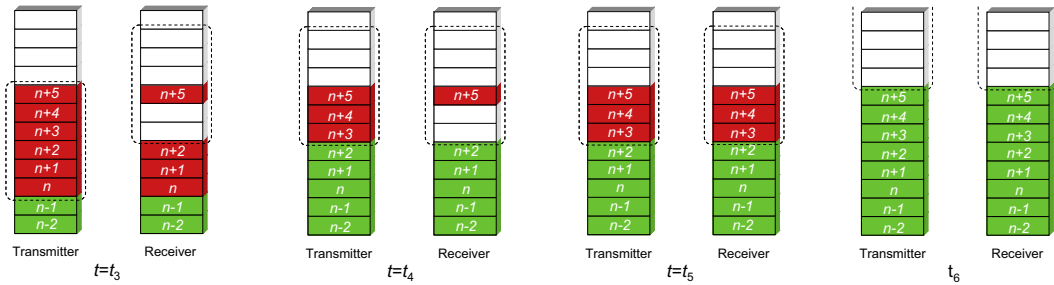 n+5
n+4
n+3
n+2
n+1
n
n-1
n-2
Transmitter
n+5
n+2
n+1
n
n-1
n-2
Receiver
t=t3
n+5
n+4
n+3
n+2
n+1
n
n-1
n-2
Transmitter
n+5
n+2
n+1
n
n-1
n-2
Receiver
t=t4
n+5
n+4
n+3
n+2
n+1
n
n-1
n-2
Transmitter
n+5
n+4
n+3
n+2
n+1
n
n-1
n-2
Receiver
t=t5
n+5
n+4
n+3
n+2
n+1
n
n-1
n-2
Transmitter
n+5
n+4
n+3
n+2
n+1
n
n-1
n-2
Receiver
t6